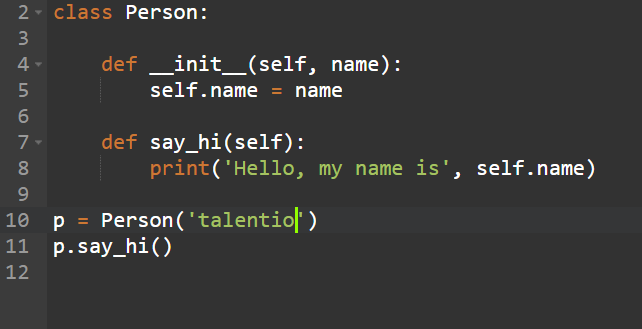 2 class Person:
3
4     def __init__(self, name):
5         self.name = name
6
7     def say_hi(self):
8         print('Hello, my name is', self.name)
9
10 p = Person('talentio')
11 p.say_hi()
12